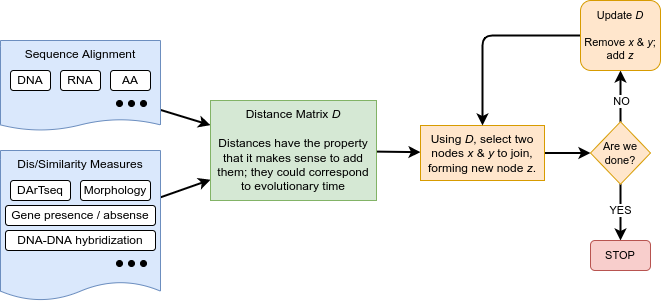 Sequence Alignment
DNA
RNA
AA
Dis/Similarity Measures
DArTseq
Morphology
Gene presence / absense
DNA-DNA hybridization
Distance Matrix D
Distances have the property
that it makes sense to add
them; they could correspond
to evolutionary time
Using D, select two
nodes x & y to join,
forming new node z.
Are we
done?
NO
Update D
Remove x & y;
add z
YES
STOP